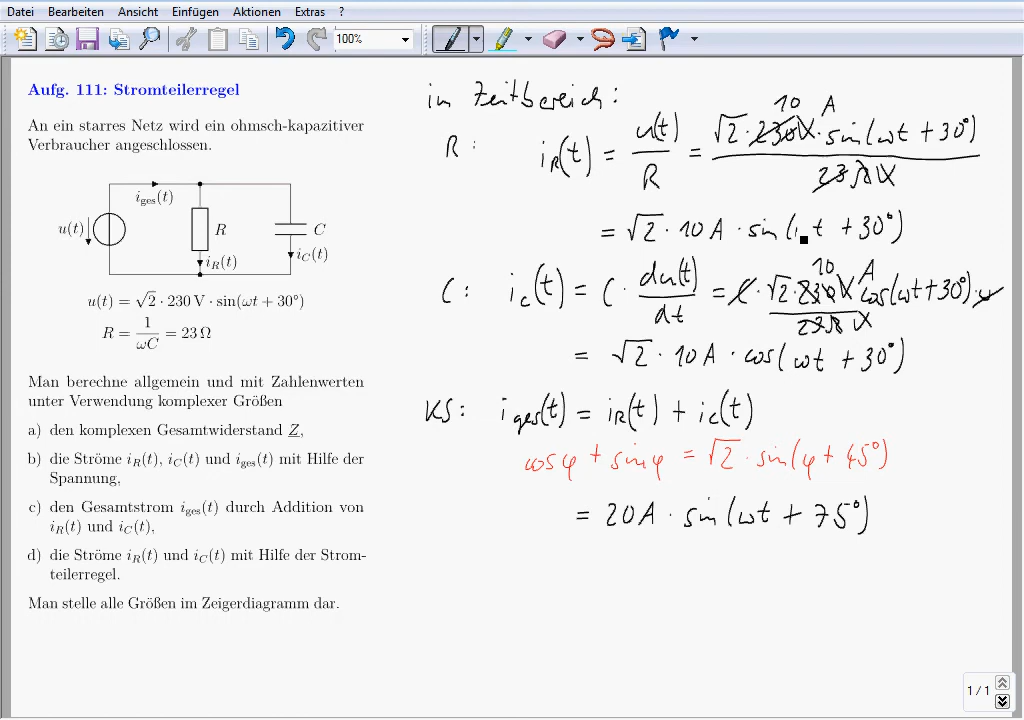 Datei Bearbeiten Ansicht Einfügen Aktionen Extras ?
100%
Aufg. 111: Stromteilerregel
An ein starres Netz wird ein ohmsch-kapazitiver
Verbraucher angeschlossen.
i_ges(t)
u(t) R C
i_R(t) i_C(t)
u(t) = √2 · 230 V · sin(ωt + 30°)
R = 1/(ωC) = 23 Ω
Man berechne allgemein und mit Zahlenwerten
unter Verwendung komplexer Größen
a) den komplexen Gesamtwiderstand Z,
b) die Ströme i_R(t), i_C(t) und i_ges(t) mit Hilfe der
Spannung,
c) den Gesamtstrom i_ges(t) durch Addition von
i_R(t) und i_C(t),
d) die Ströme i_R(t) und i_C(t) mit Hilfe der Strom-
teilerregel.
Man stelle alle Größen im Zeigerdiagramm dar.
im Zeitbereich:
10 A
R: i_R(t) = u(t)/R = √2 · 230V · sin(ωt + 30°) / 23 Ω
= √2 · 10 A · sin(ωt + 30°)
10 A
C: i_C(t) = C · du(t)/dt = C · √2 · 230V cos(ωt + 30°) · ω
= √2 · 10 A · cos(ωt + 30°)
KS: i_ges(t) = i_R(t) + i_C(t)
cos φ + sin φ = √2 · sin(φ + 45°)
= 20 A · sin(ωt + 75°)
1 / 1